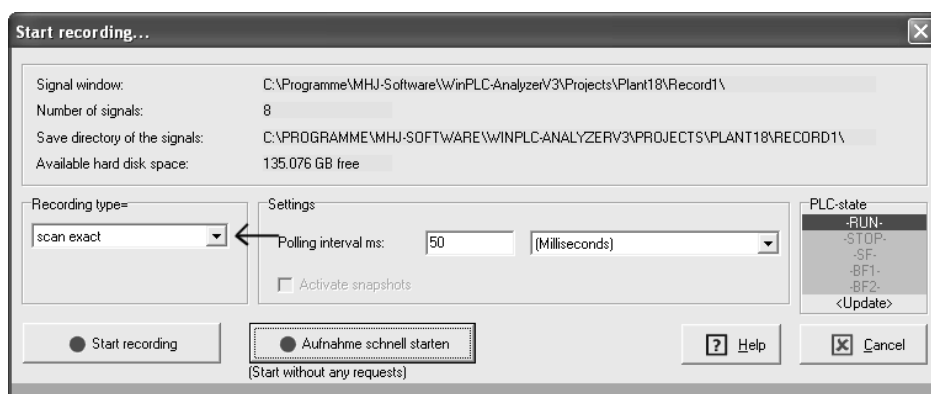 Start recording...
Signal window: C:\Programme\MHJ-Software\WinPLC-AnalyzerV3\Projects\Plant18\Record1\
Number of signals: 8
Save directory of the signals: C:\PROGRAMME\MHJ-SOFTWARE\WINPLC-ANALYZERV3\PROJECTS\PLANT18\RECORD1\
Available hard disk space: 135.076 GB free
Recording type=
scan exact
Settings
Polling interval ms: 50 (Milliseconds)
Activate snapshots
PLC-state
-RUN-
-STOP-
-SF-
-BF1-
-BF2-
<Update>
Start recording
Aufnahme schnell starten
(Start without any requests)
? Help
Cancel